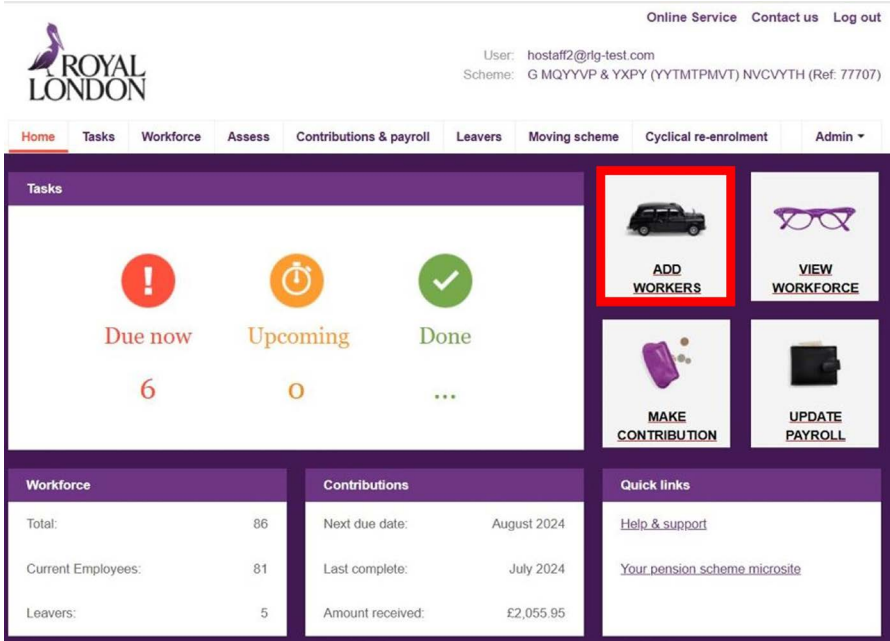 Online Service Contact us Log out
ROYAL
LONDON
User: hostaff2@rlg-test.com
Scheme: G MQYYVP & YXPY (YYTMTPMVT) NVCVYTH (Ref: 77707)
Home Tasks Workforce Assess Contributions & payroll Leavers Moving scheme Cyclical re-enrolment Admin
Tasks
Due now Upcoming Done
6 0 ...
ADD
WORKERS
VIEW
WORKFORCE
MAKE
CONTRIBUTION
UPDATE
PAYROLL
Workforce
Total: 86
Current Employees: 81
Leavers: 5
Contributions
Next due date: August 2024
Last complete: July 2024
Amount received: £2,055.95
Quick links
Help & support
Your pension scheme microsite